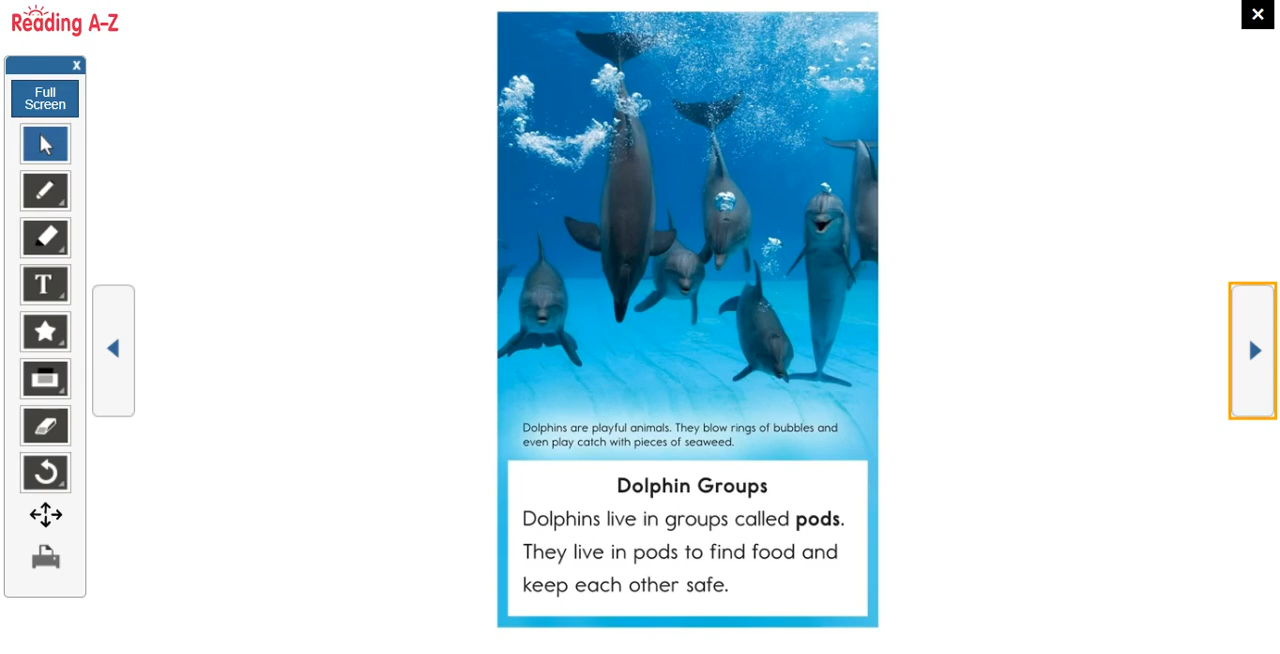 Reading A-Z
x
Full
Screen
T
Dolphins are playful animals. They blow rings of bubbles and
even play catch with pieces of seaweed.
Dolphin Groups
Dolphins live in groups called pods.
They live in pods to find food and
keep each other safe.